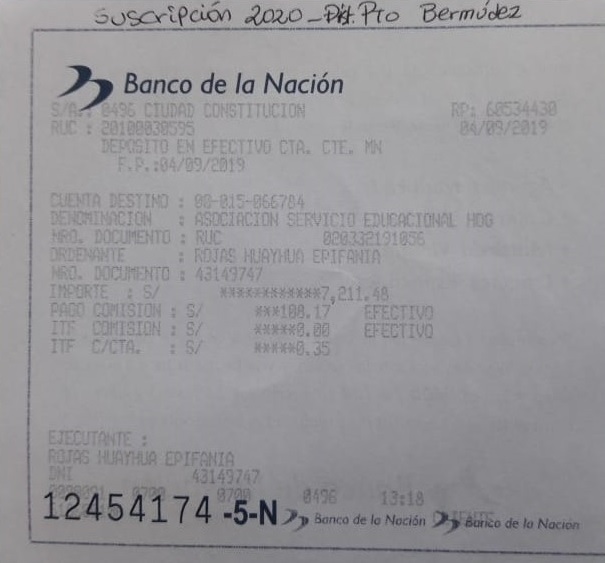 Suscripción 2020 - Dist. Pto Bermúdez
Banco de la Nación
S/A.: 0496 CIUDAD CONSTITUCION RP: 60534430
RUC : 20100030595 04/09/2019
DEPOSITO EN EFECTIVO CTA. CTE. MN
F.P.:04/09/2019
CUENTA DESTINO : 00-015-066784
DENOMINACION : ASOCIACION SERVICIO EDUCACIONAL HOG
NRO. DOCUMENTO : RUC 020332191056
ORDENANTE : ROJAS HUAYHUA EPIFANIA
NRO. DOCUMENTO : 43149747
IMPORTE : S/ ************7,211.48
PAGO COMISION : S/ ***108.17 EFECTIVO
ITF COMISION : S/ *****0.00 EFECTIVO
ITF C/CTA. : S/ *****0.35
EJECUTANTE :
ROJAS HUAYHUA EPIFANIA
DNI 43149747
0700 0700 0496 13:18
12454174 -5-N Banco de la Nación Banco de la Nación